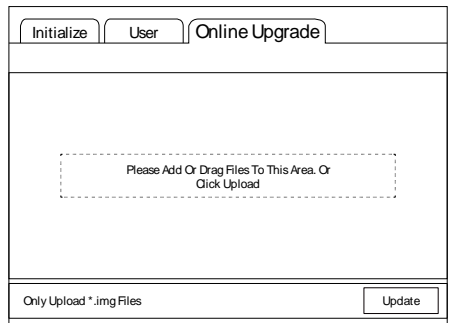 Initialize
User
Online Upgrade
Please Add Or Drag Files To This Area. Or
Click Upload
Only Upload *.img Files
Update